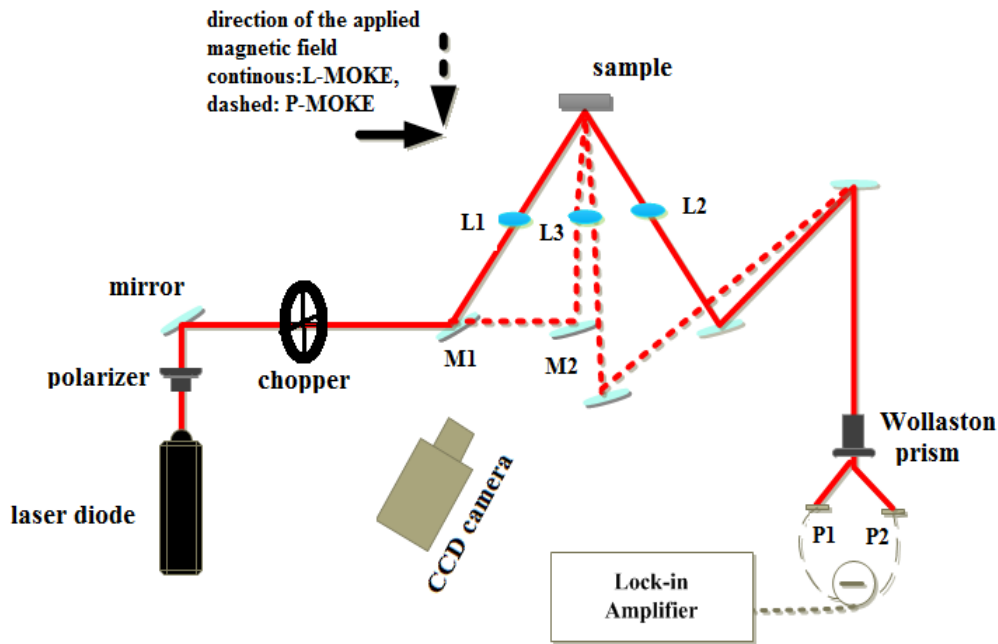 direction of the applied
magnetic field
continous:L-MOKE,
dashed: P-MOKE
sample
L1
L3
L2
mirror
M1
M2
polarizer
chopper
Wollaston
prism
laser diode
CCD camera
P1
P2
Lock-in
Amplifier